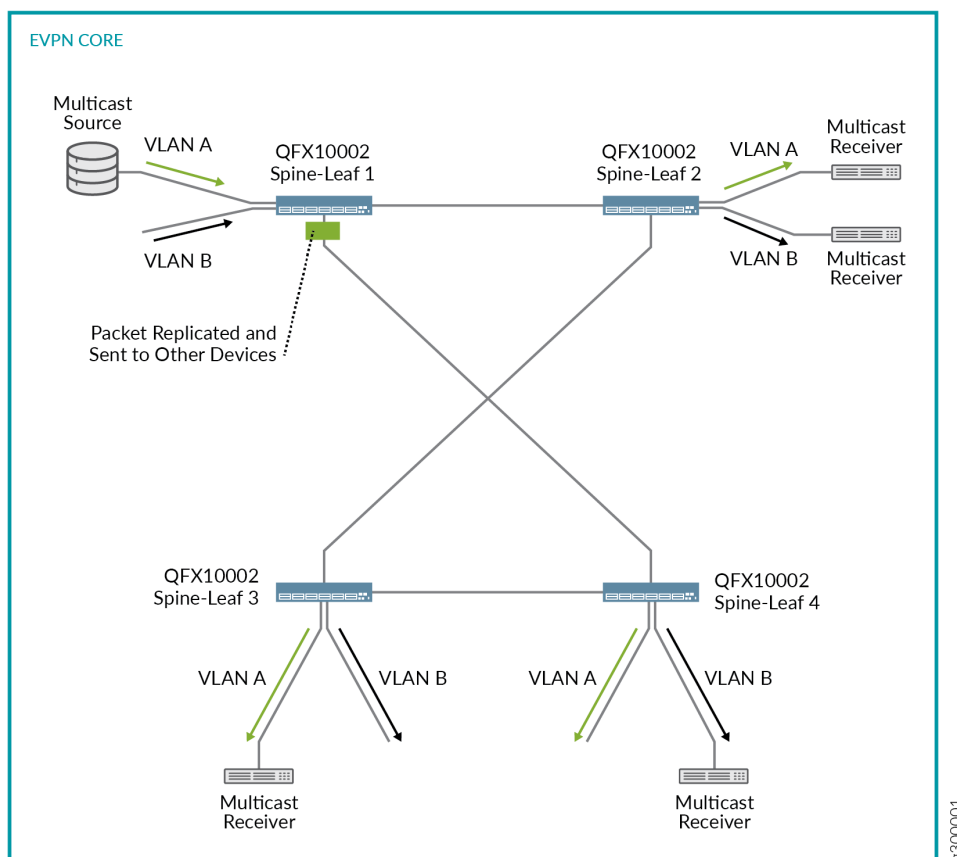 EVPN CORE
Multicast
Source
VLAN A
VLAN B
QFX10002
Spine-Leaf 1
Packet Replicated and
Sent to Other Devices
QFX10002
Spine-Leaf 2
VLAN A
Multicast
Receiver
VLAN B
Multicast
Receiver
QFX10002
Spine-Leaf 3
VLAN A
VLAN B
Multicast
Receiver
QFX10002
Spine-Leaf 4
VLAN A
VLAN B
Multicast
Receiver